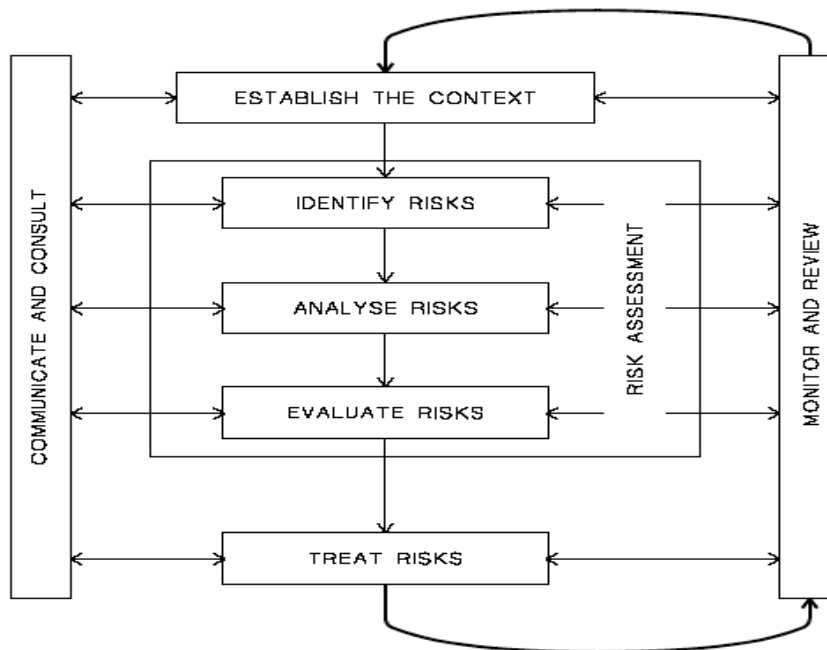 ESTABLISH THE CONTEXT
COMMUNICATE AND CONSULT
IDENTIFY RISKS
ANALYSE RISKS
EVALUATE RISKS
RISK ASSESSMENT
MONITOR AND REVIEW
TREAT RISKS